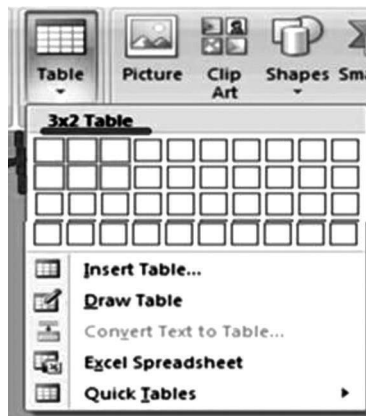 Table Picture Clip Art Shapes
3x2 Table
Insert Table...
Draw Table
Convert Text to Table...
Excel Spreadsheet
Quick Tables